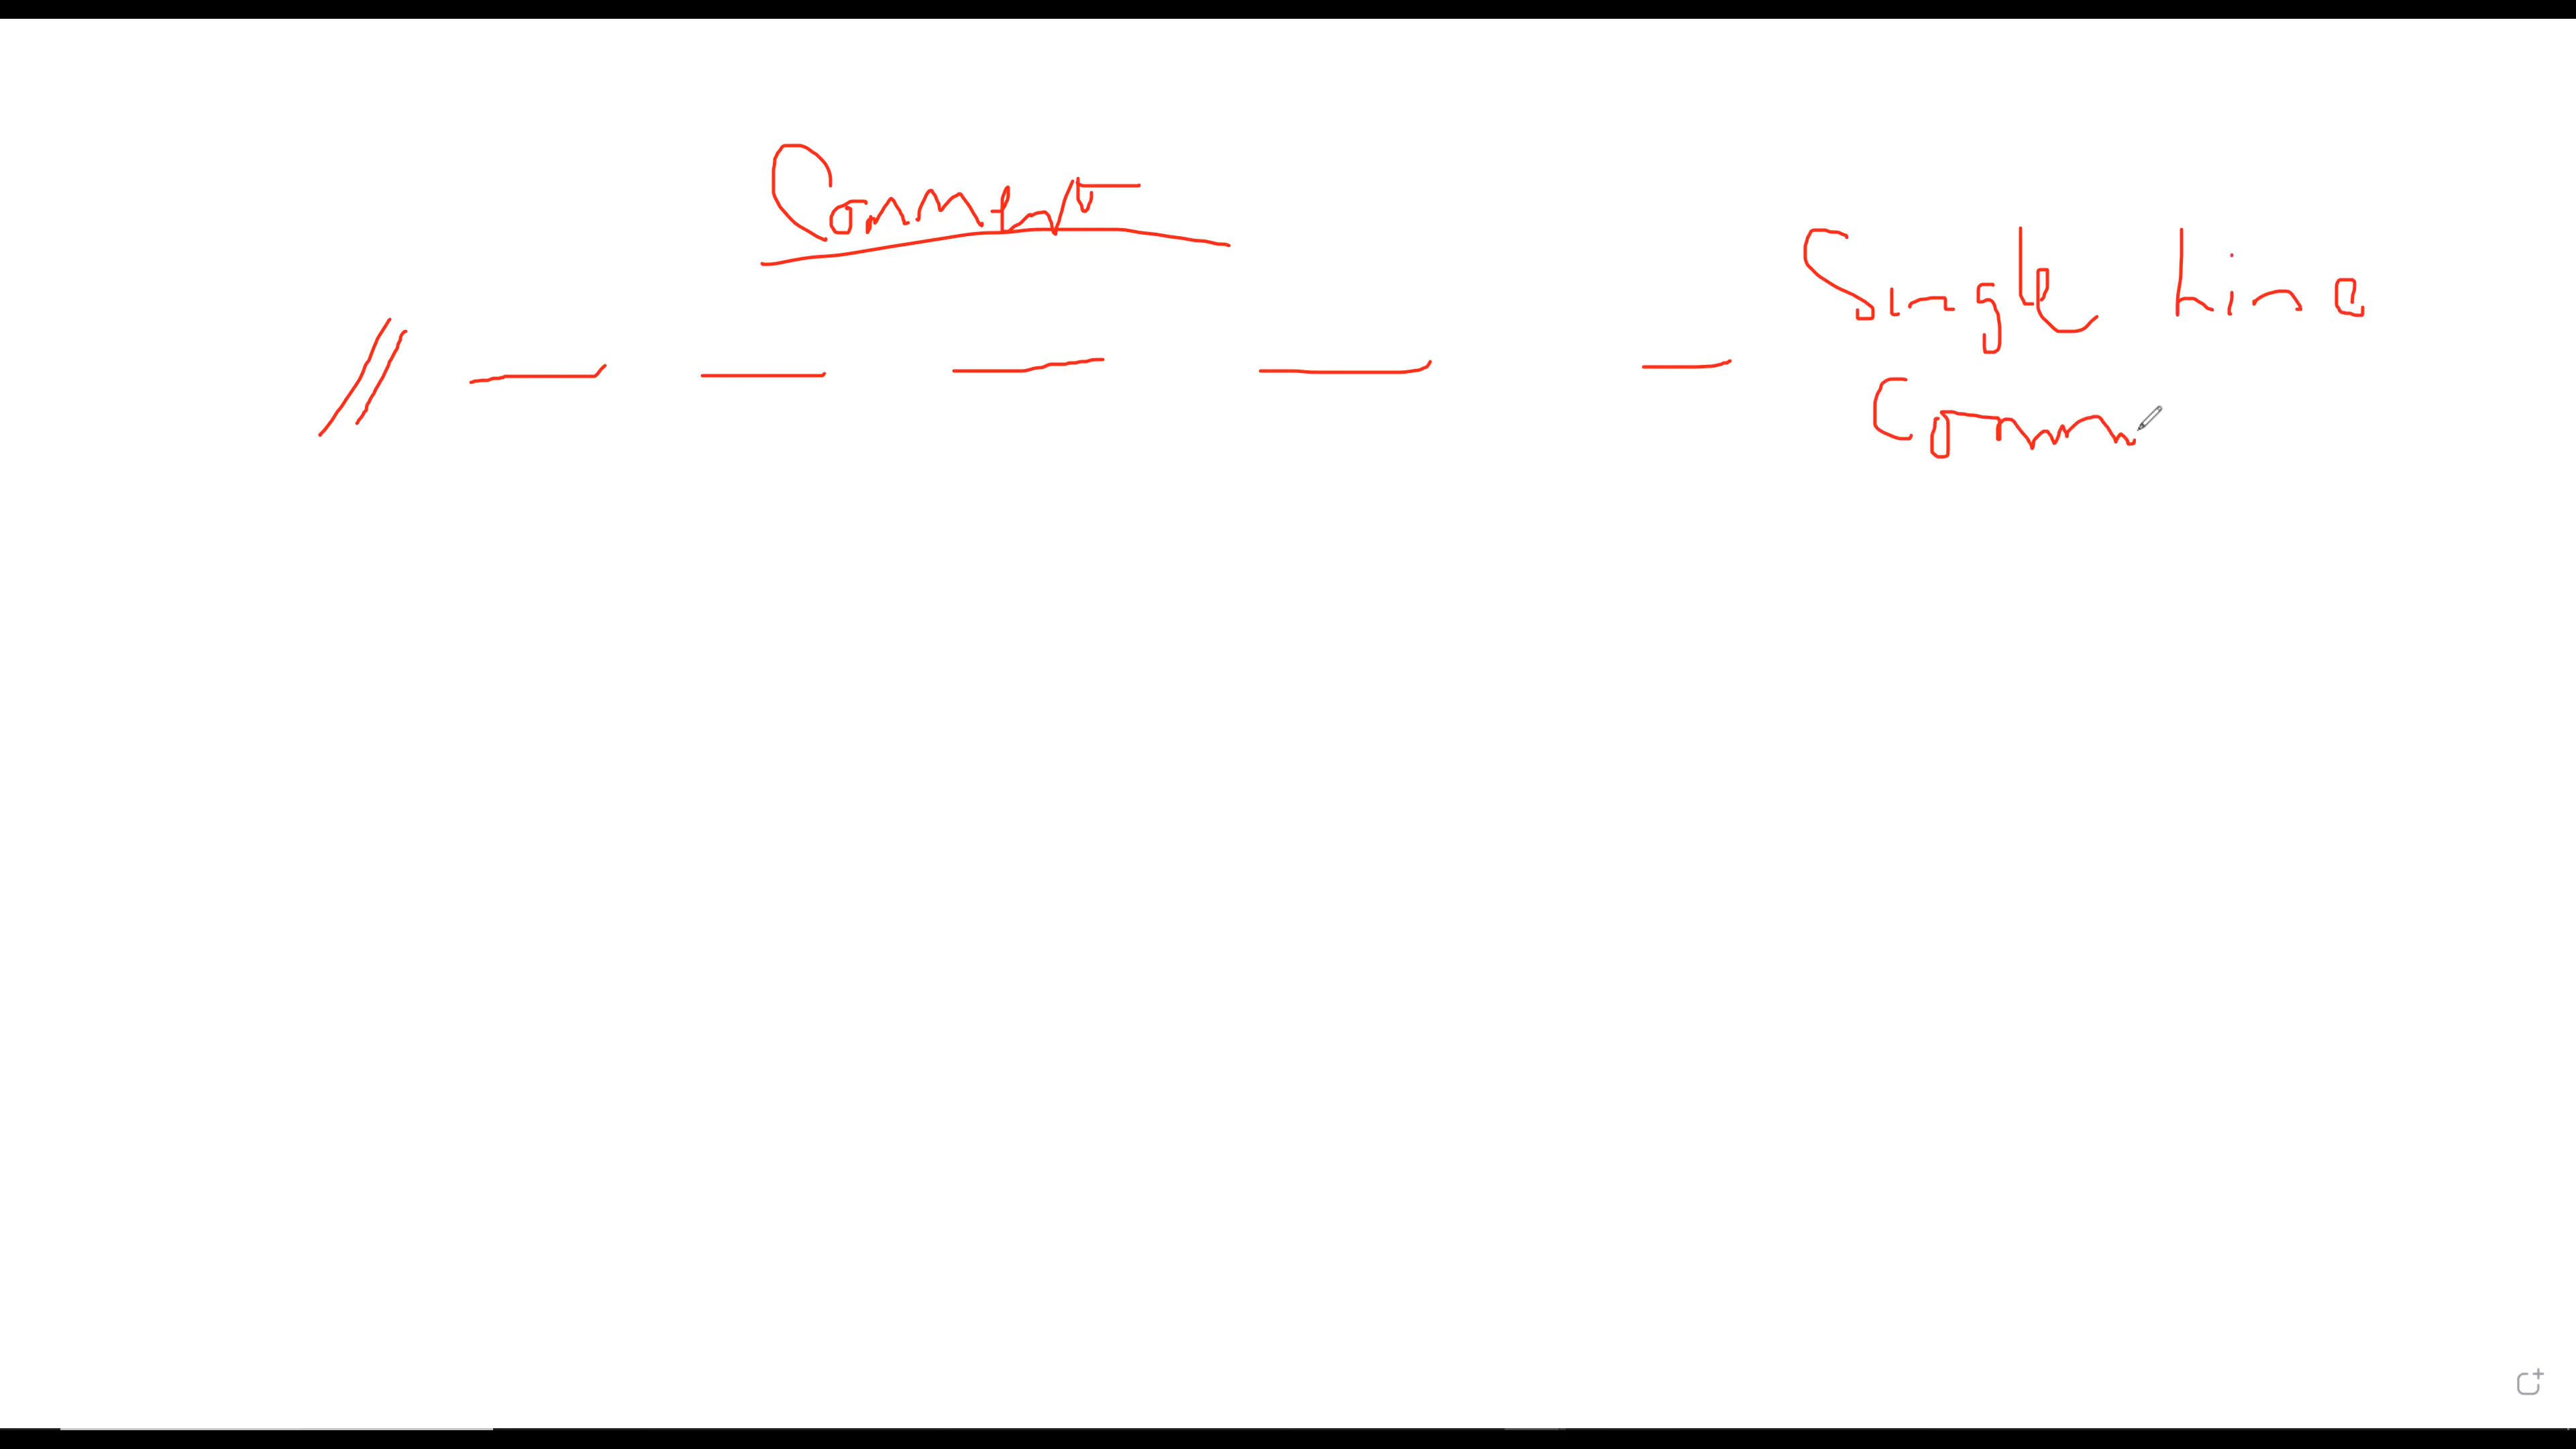 Comment
// — — — — —
Single Line
Comm